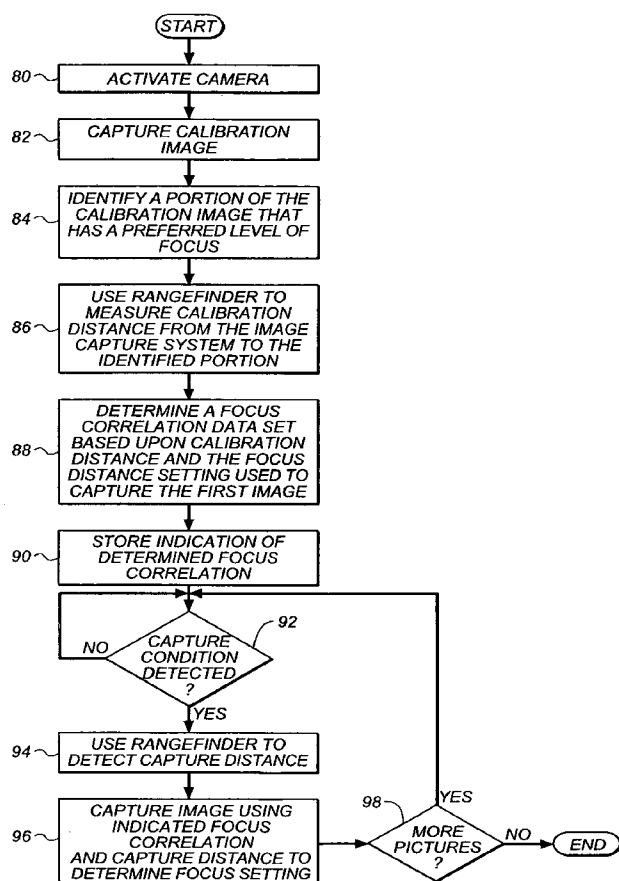 START
80
ACTIVATE CAMERA
82
CAPTURE CALIBRATION
IMAGE
84
IDENTIFY A PORTION OF THE
CALIBRATION IMAGE THAT
HAS A PREFERRED LEVEL OF
FOCUS
86
USE RANGEFINDER TO
MEASURE CALIBRATION
DISTANCE FROM THE IMAGE
CAPTURE SYSTEM TO THE
IDENTIFIED PORTION
88
DETERMINE A FOCUS
CORRELATION DATA SET
BASED UPON CALIBRATION
DISTANCE AND THE FOCUS
DISTANCE SETTING USED TO
CAPTURE THE FIRST IMAGE
90
STORE INDICATION OF
DETERMINED FOCUS
CORRELATION
92
NO
CAPTURE
CONDITION
DETECTED
?
YES
94
USE RANGEFINDER TO
DETECT CAPTURE DISTANCE
96
CAPTURE IMAGE USING
INDICATED FOCUS
CORRELATION
AND CAPTURE DISTANCE TO
DETERMINE FOCUS SETTING
98
YES
MORE
PICTURES
?
NO
END